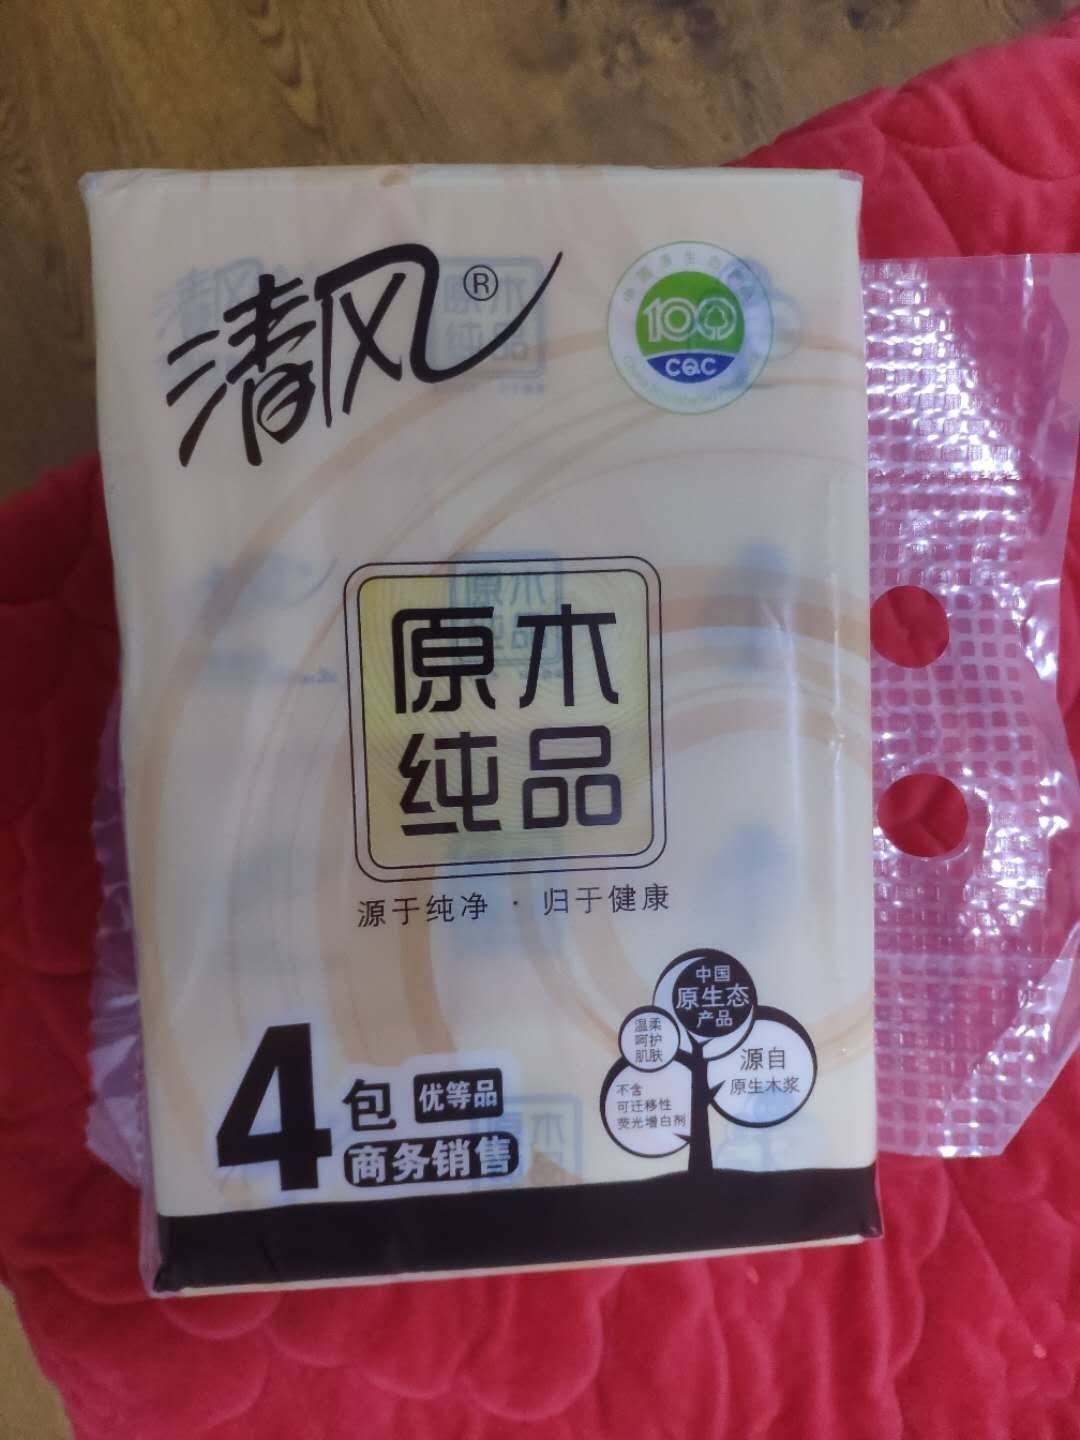 清风®
100
CQC
原木
纯品
源于纯净 · 归于健康
4包
优等品
商务销售
中国
原生态
产品
温柔
呵护
肌肤
源自
原生木浆
不含
可迁移性
荧光增白剂